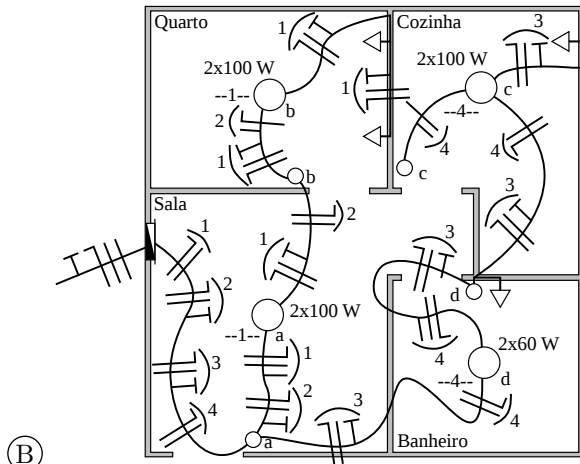 Quarto
Cozinha
1
3
2x100 W
2x100 W
--1--
b
1
c
2
--4--
4
4
1
b
c
Sala
3
1
2
3
1
2
d
2x100 W
--1--
a
4
2x60 W
3
1
--4--
d
2
4
3
4
a
Banheiro
B